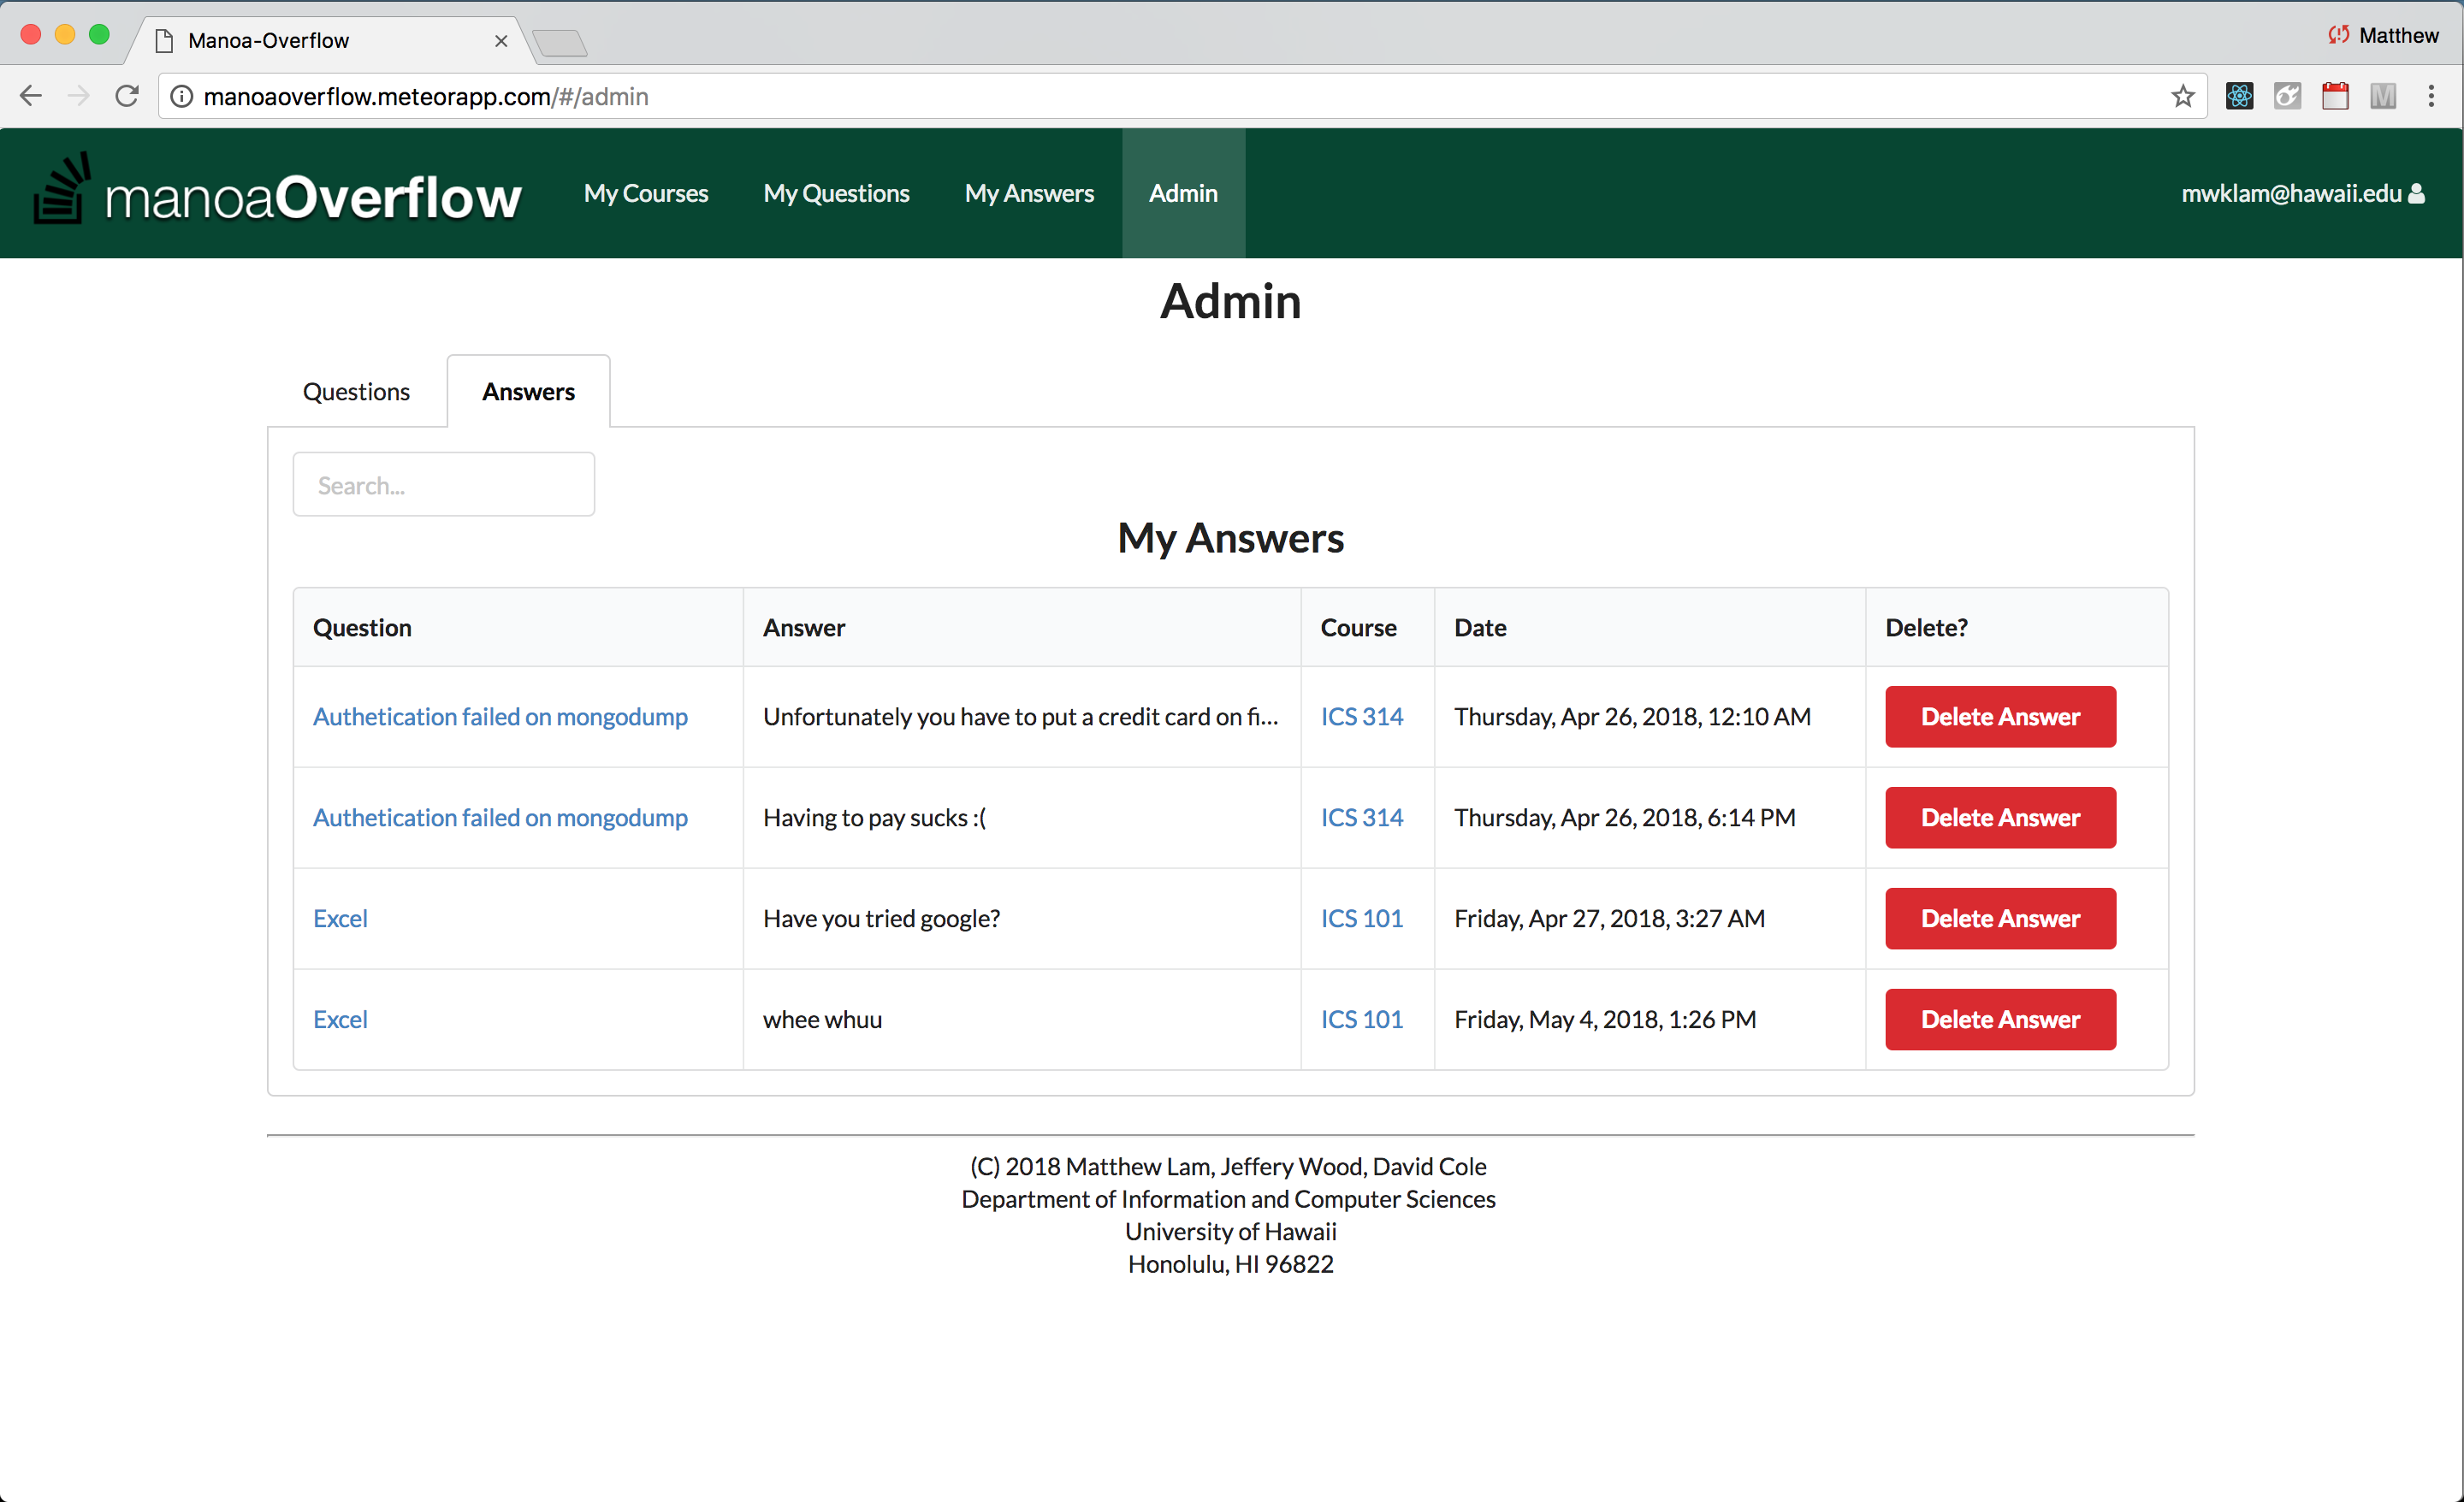 Manoa-Overflow
Matthew
manoaoverflow.meteorapp.com/#/admin
M
manoaOverflow
My Courses
My Questions
My Answers
Admin
mwklam@hawaii.edu
Admin
Questions
Answers
Search...
My Answers
Question Answer Course Date Delete?
Authetication failed on mongodump Unfortunately you have to put a credit card on fi... ICS 314 Thursday, Apr 26, 2018, 12:10 AM Delete Answer
Authetication failed on mongodump Having to pay sucks :( ICS 314 Thursday, Apr 26, 2018, 6:14 PM Delete Answer
Excel Have you tried google? ICS 101 Friday, Apr 27, 2018, 3:27 AM Delete Answer
Excel whee whuu ICS 101 Friday, May 4, 2018, 1:26 PM Delete Answer
(C) 2018 Matthew Lam, Jeffery Wood, David Cole
Department of Information and Computer Sciences
University of Hawaii
Honolulu, HI 96822